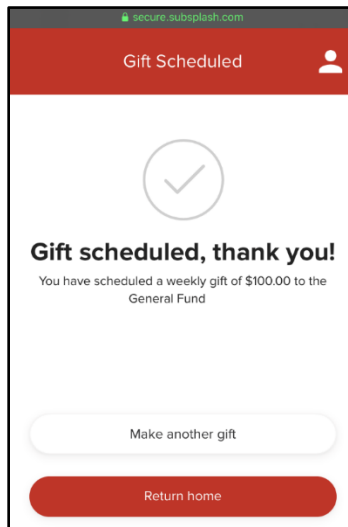 secure.subsplash.com
Gift Scheduled
Gift scheduled, thank you!
You have scheduled a weekly gift of $100.00 to the
General Fund
Make another gift
Return home